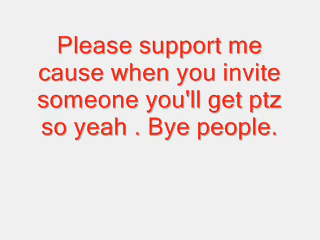 Please support me
cause when you invite
someone you'll get ptz
so yeah . Bye people.